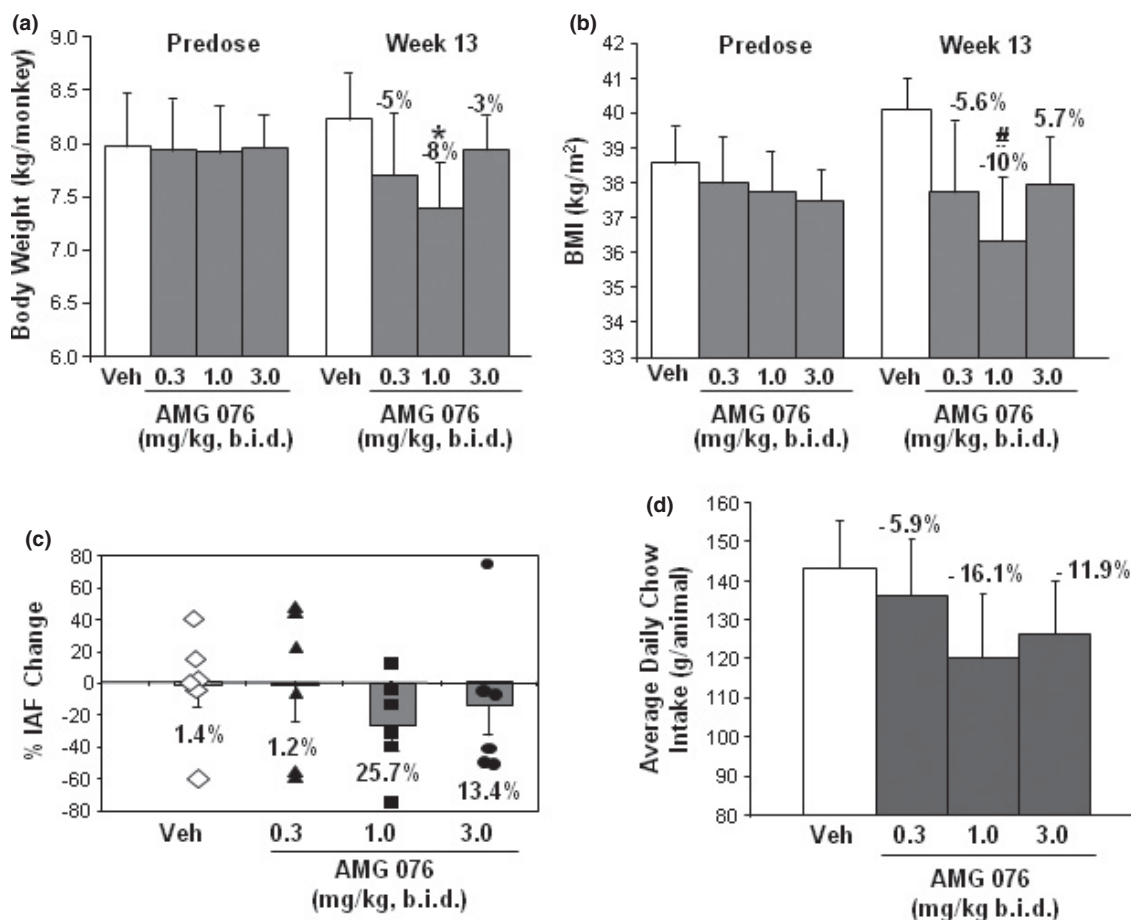 (a)
Body Weight (kg/monkey)
9.0
8.5
8.0
7.5
7.0
6.5
6.0
Predose
Week 13
-5%
*
-8%
-3%
Veh 0.3 1.0 3.0
Veh 0.3 1.0 3.0
AMG 076
(mg/kg, b.i.d.)
AMG 076
(mg/kg, b.i.d.)
(b)
BMI (kg/m²)
42
41
40
39
38
37
36
35
34
33
Predose
Week 13
-5.6%
#
-10%
5.7%
Veh 0.3 1.0 3.0
Veh 0.3 1.0 3.0
AMG 076
(mg/kg, b.i.d.)
AMG 076
(mg/kg, b.i.d.)
(c)
% IAF Change
80
60
40
20
0
-20
-40
-60
-80
1.4%
1.2%
25.7%
13.4%
Veh 0.3 1.0 3.0
AMG 076
(mg/kg, b.i.d.)
(d)
Average Daily Chow
Intake (g/animal)
160
150
140
130
120
110
100
90
80
- 5.9%
- 16.1%
- 11.9%
Veh 0.3 1.0 3.0
AMG 076
(mg/kg b.i.d.)